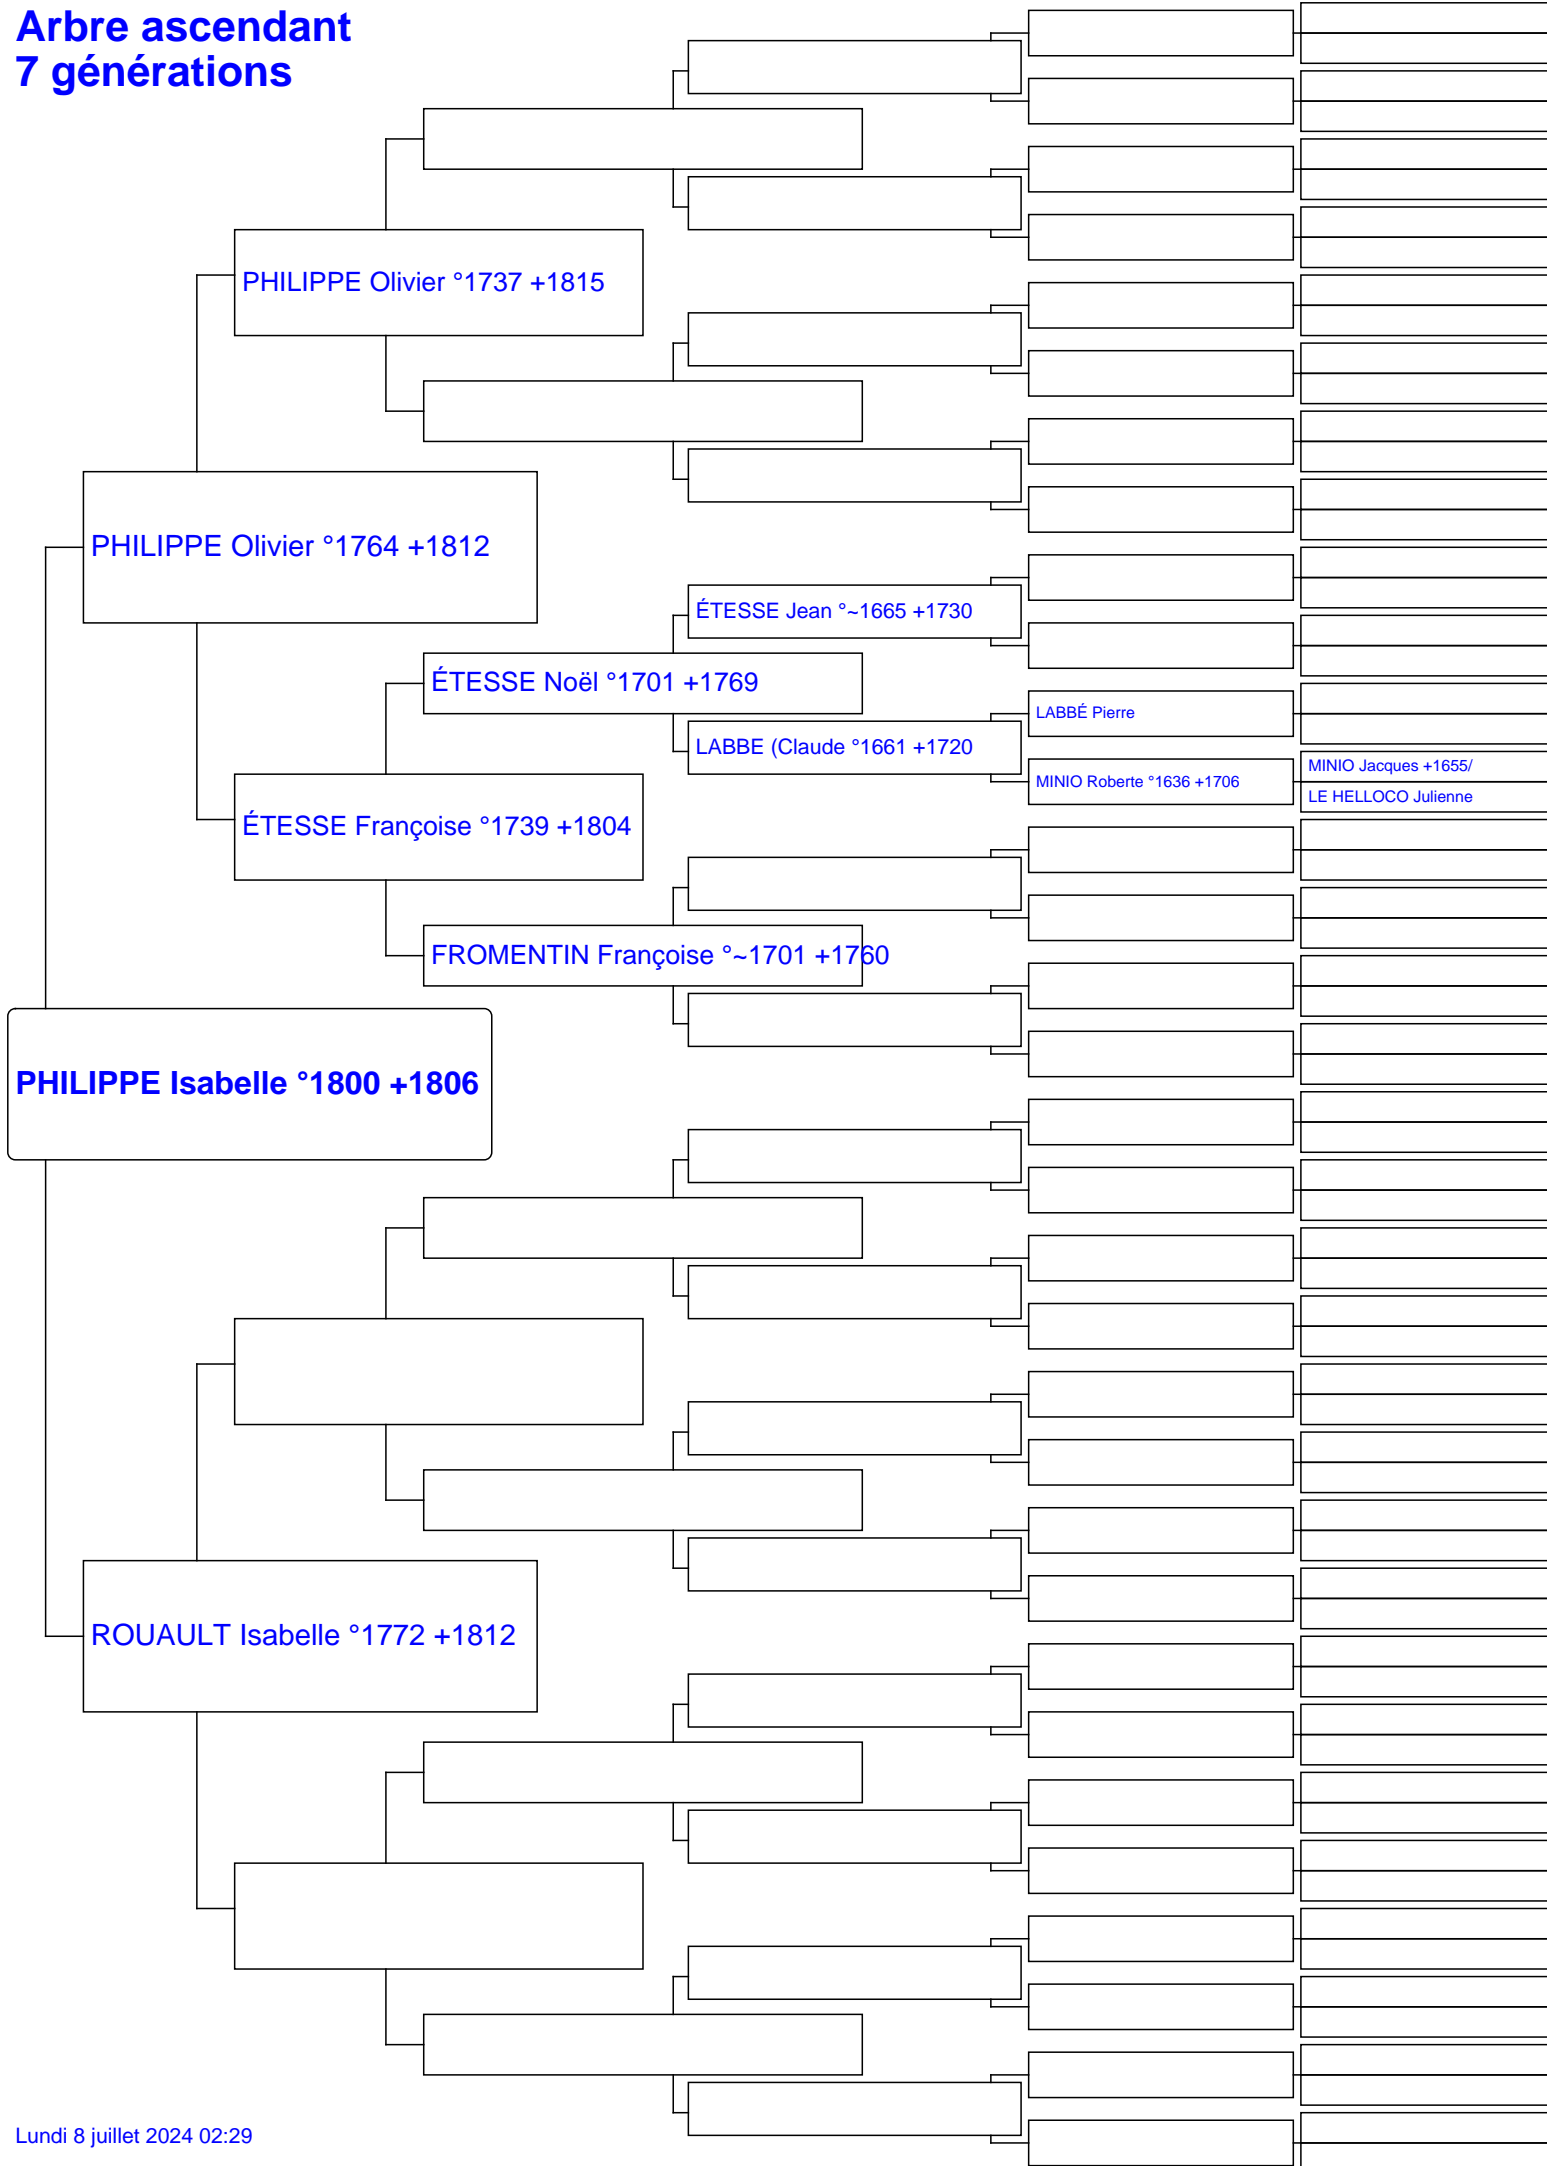 Arbre ascendant
7 générations
PHILIPPE Olivier °1737 +1815
PHILIPPE Olivier °1764 +1812
ÉTESSE Jean °~1665 +1730
ÉTESSE Noël °1701 +1769
LABBÉ Pierre
LABBE (Claude °1661 +1720
MINIO Jacques +1655/
MINIO Roberte °1636 +1706
LE HELLOCO Julienne
ÉTESSE Françoise °1739 +1804
FROMENTIN Françoise °~1701 +1760
PHILIPPE Isabelle °1800 +1806
ROUAULT Isabelle °1772 +1812
Lundi 8 juillet 2024 02:29